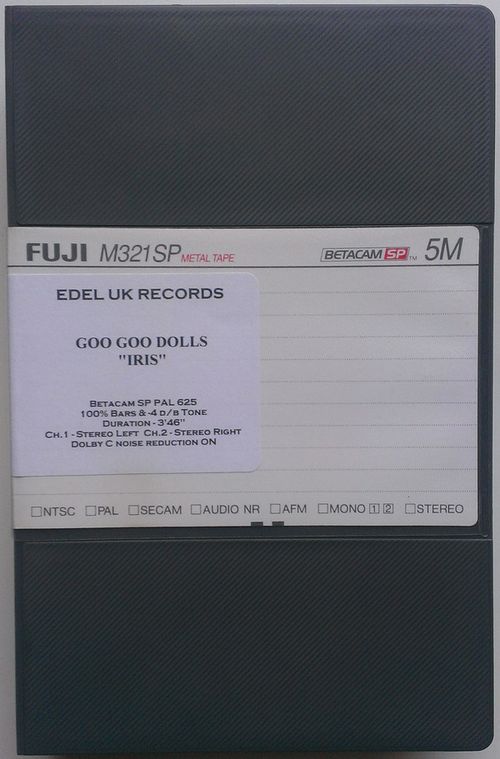 FUJI M321SP METAL TAPE BETACAM SP TM 5M
EDEL UK RECORDS
GOO GOO DOLLS
"IRIS"
BETACAM SP PAL 625
100% BARS & -4 D/B TONE
DURATION - 3'46"
CH.1 - STEREO LEFT CH.2 - STEREO RIGHT
DOLBY C NOISE REDUCTION ON
☐NTSC ☐PAL ☐SECAM ☐AUDIO NR ☐AFM ☐MONO 1 2 ☐STEREO